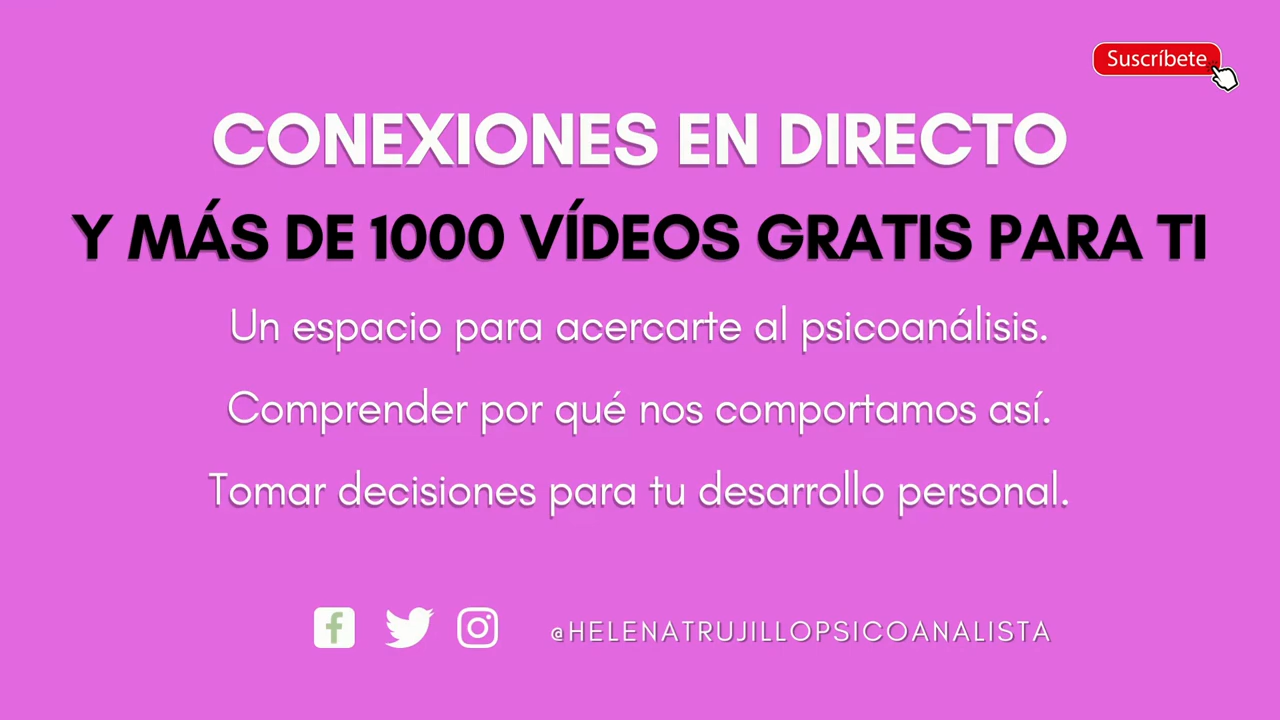 Suscríbete
CONEXIONES EN DIRECTO
Y MÁS DE 1000 VÍDEOS GRATIS PARA TI
Un espacio para acercarte al psicoanálisis.
Comprender por qué nos comportamos así.
Tomar decisiones para tu desarrollo personal.
@HELENATRUJILLOPSICOANALISTA